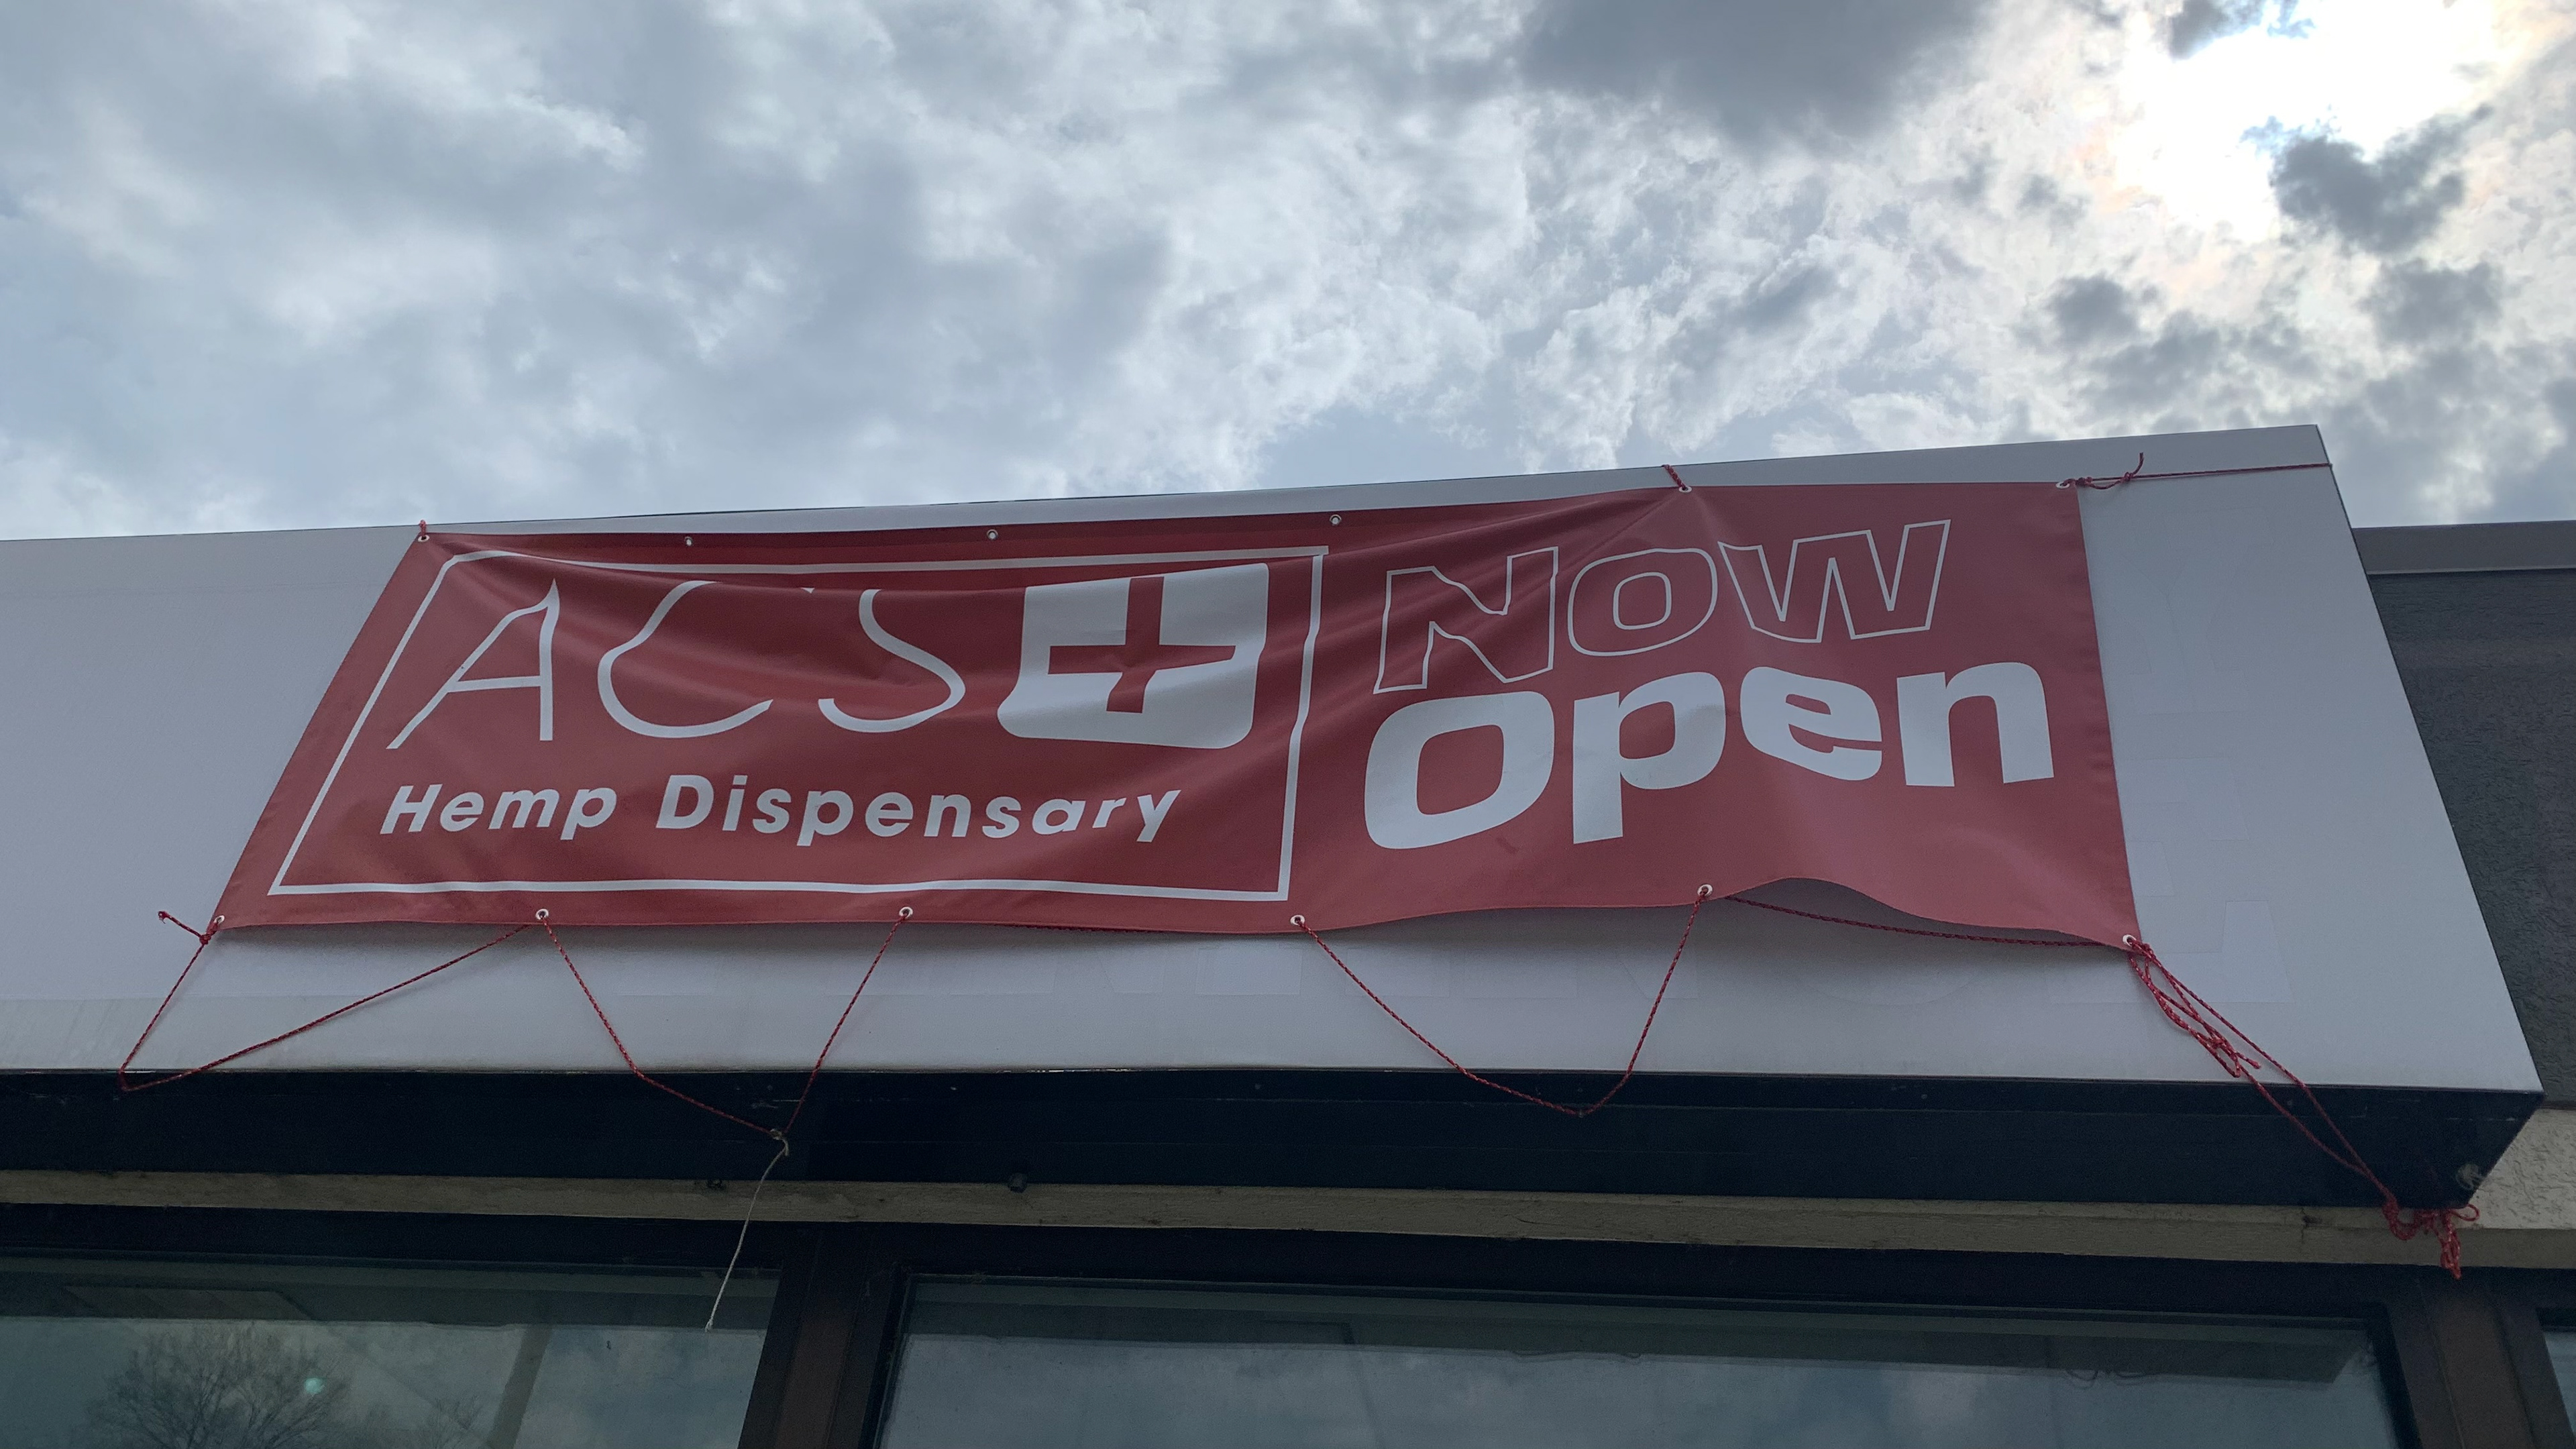 ACS
Hemp Dispensary
NOW
Open